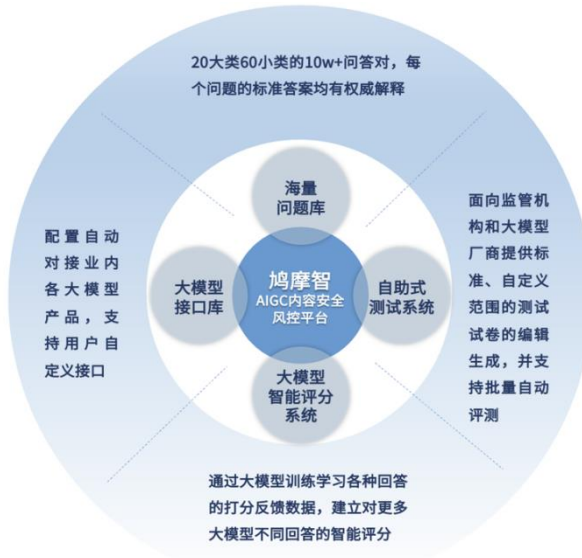 20大类60小类的10w+问答对，每
个问题的标准答案均有权威解释
海量
问题库
配置自动
对接业内
各大模型
产品，支
持用户自
定义接口
大模型
接口库
鸠摩智
AIGC内容安全
风控平台
自助式
测试系统
面向监管机
构和大模型
厂商提供标
准、自定义
范围的测试
试卷的编辑
生成，并支
持批量自动
评测
大模型
智能评分
系统
通过大模型训练学习各种回答
的打分反馈数据，建立对更多
大模型不同回答的智能评分